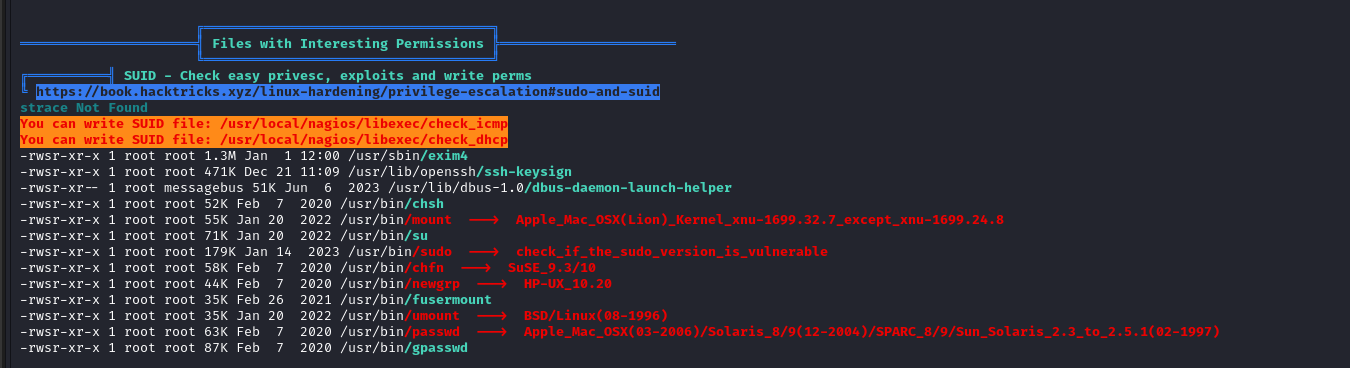 Files with Interesting Permissions
SUID - Check easy privesc, exploits and write perms
https://book.hacktricks.xyz/linux-hardening/privilege-escalation#sudo-and-suid
strace Not Found
You can write SUID file: /usr/local/nagios/libexec/check_icmp
You can write SUID file: /usr/local/nagios/libexec/check_dhcp
-rwsr-xr-x 1 root root 1.3M Jan  1 12:00 /usr/sbin/exim4
-rwsr-xr-x 1 root root 471K Dec 21 11:09 /usr/lib/openssh/ssh-keysign
-rwsr-xr-- 1 root messagebus 51K Jun  6  2023 /usr/lib/dbus-1.0/dbus-daemon-launch-helper
-rwsr-xr-x 1 root root 52K Feb  7  2020 /usr/bin/chsh
-rwsr-xr-x 1 root root 55K Jan 20  2022 /usr/bin/mount  --->  Apple_Mac_OSX(Lion)_Kernel_xnu-1699.32.7_except_xnu-1699.24.8
-rwsr-xr-x 1 root root 71K Jan 20  2022 /usr/bin/su
-rwsr-xr-x 1 root root 179K Jan 14  2023 /usr/bin/sudo  --->  check_if_the_sudo_version_is_vulnerable
-rwsr-xr-x 1 root root 58K Feb  7  2020 /usr/bin/chfn  --->  SuSE_9.3/10
-rwsr-xr-x 1 root root 44K Feb  7  2020 /usr/bin/newgrp  --->  HP-UX_10.20
-rwsr-xr-x 1 root root 35K Feb 26  2021 /usr/bin/fusermount
-rwsr-xr-x 1 root root 35K Jan 20  2022 /usr/bin/umount  --->  BSD/Linux(08-1996)
-rwsr-xr-x 1 root root 63K Feb  7  2020 /usr/bin/passwd  --->  Apple_Mac_OSX(03-2006)/Solaris_8/9(12-2004)/SPARC_8/9/Sun_Solaris_2.3_to_2.5.1(02-1997)
-rwsr-xr-x 1 root root 87K Feb  7  2020 /usr/bin/gpasswd